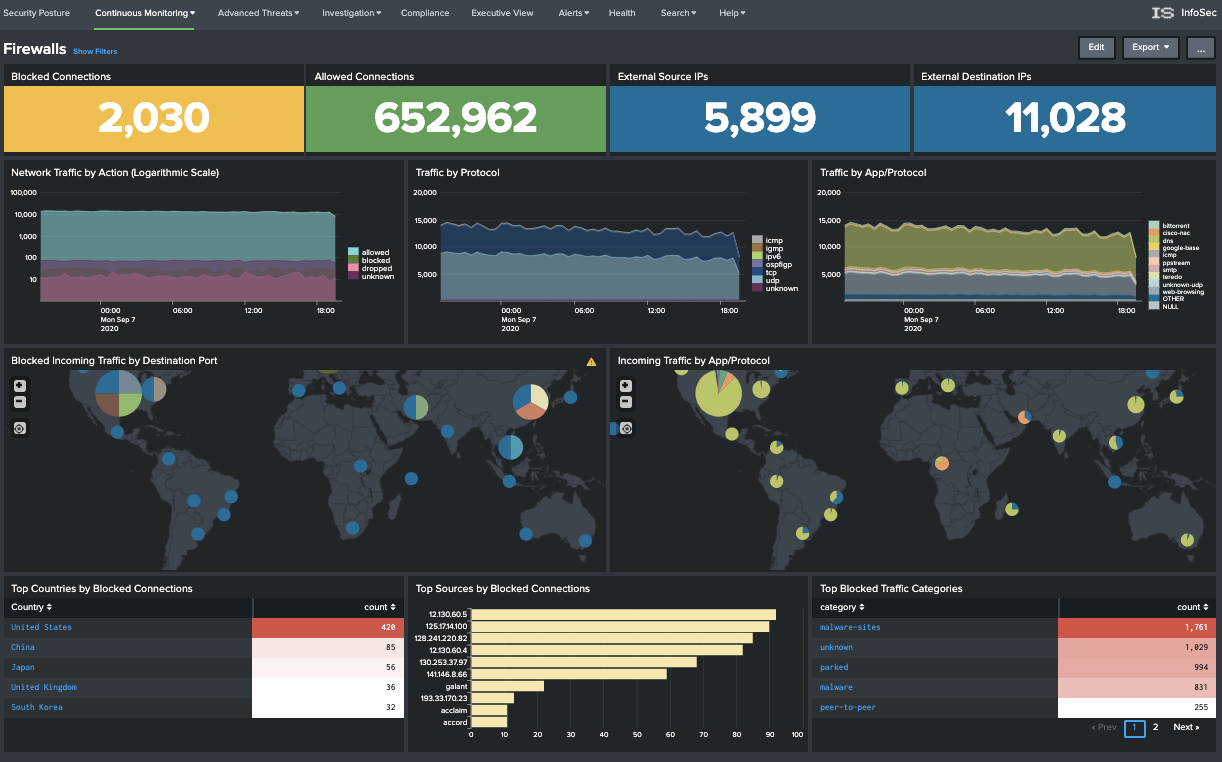 Security Posture Continuous Monitoring Advanced Threats Investigation Compliance Executive View Alerts Health Search Help IS InfoSec
Firewalls Show Filters Edit Export ...
Blocked Connections Allowed Connections External Source IPs External Destination IPs
2,030 652,962 5,899 11,028
Network Traffic by Action (Logarithmic Scale)
100,000
10,000
1,000
100
10
allowed
blocked
dropped
unknown
00:00 06:00 12:00 18:00
Mon Sep 7
2020
Traffic by Protocol
20,000
15,000
10,000
5,000
icmp
igmp
ipv6
ospfigp
tcp
udp
unknown
00:00 06:00 12:00 18:00
Mon Sep 7
2020
Traffic by App/Protocol
20,000
15,000
10,000
5,000
bittorrent
cisco-nac
dns
google-base
icmp
ppstream
smtp
teredo
unknown-udp
web-browsing
OTHER
NULL
00:00 06:00 12:00 18:00
Mon Sep 7
2020
Blocked Incoming Traffic by Destination Port
Incoming Traffic by App/Protocol
Top Countries by Blocked Connections
Country count
United States 420
China 85
Japan 56
United Kingdom 36
South Korea 32
Top Sources by Blocked Connections
12.130.60.5
125.17.14.100
128.241.220.82
12.130.60.4
130.253.37.97
141.146.8.66
galant
193.33.170.23
acclaim
accord
0 10 20 30 40 50 60 70 80 90 100
Top Blocked Traffic Categories
category count
malware-sites 1,761
unknown 1,029
parked 994
malware 831
peer-to-peer 255
« Prev 1 2 Next »